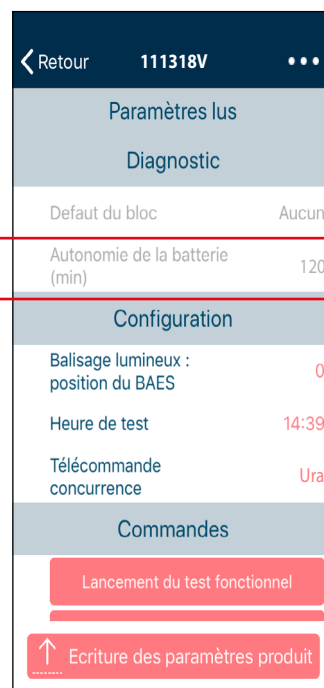 Retour 111318V •••
Paramètres lus
Diagnostic
Defaut du bloc Aucun
Autonomie de la batterie
(min) 120
Configuration
Balisage lumineux :
position du BAES 0
Heure de test 14:39
Télécommande
concurrence Ura
Commandes
Lancement du test fonctionnel
Ecriture des paramètres produit